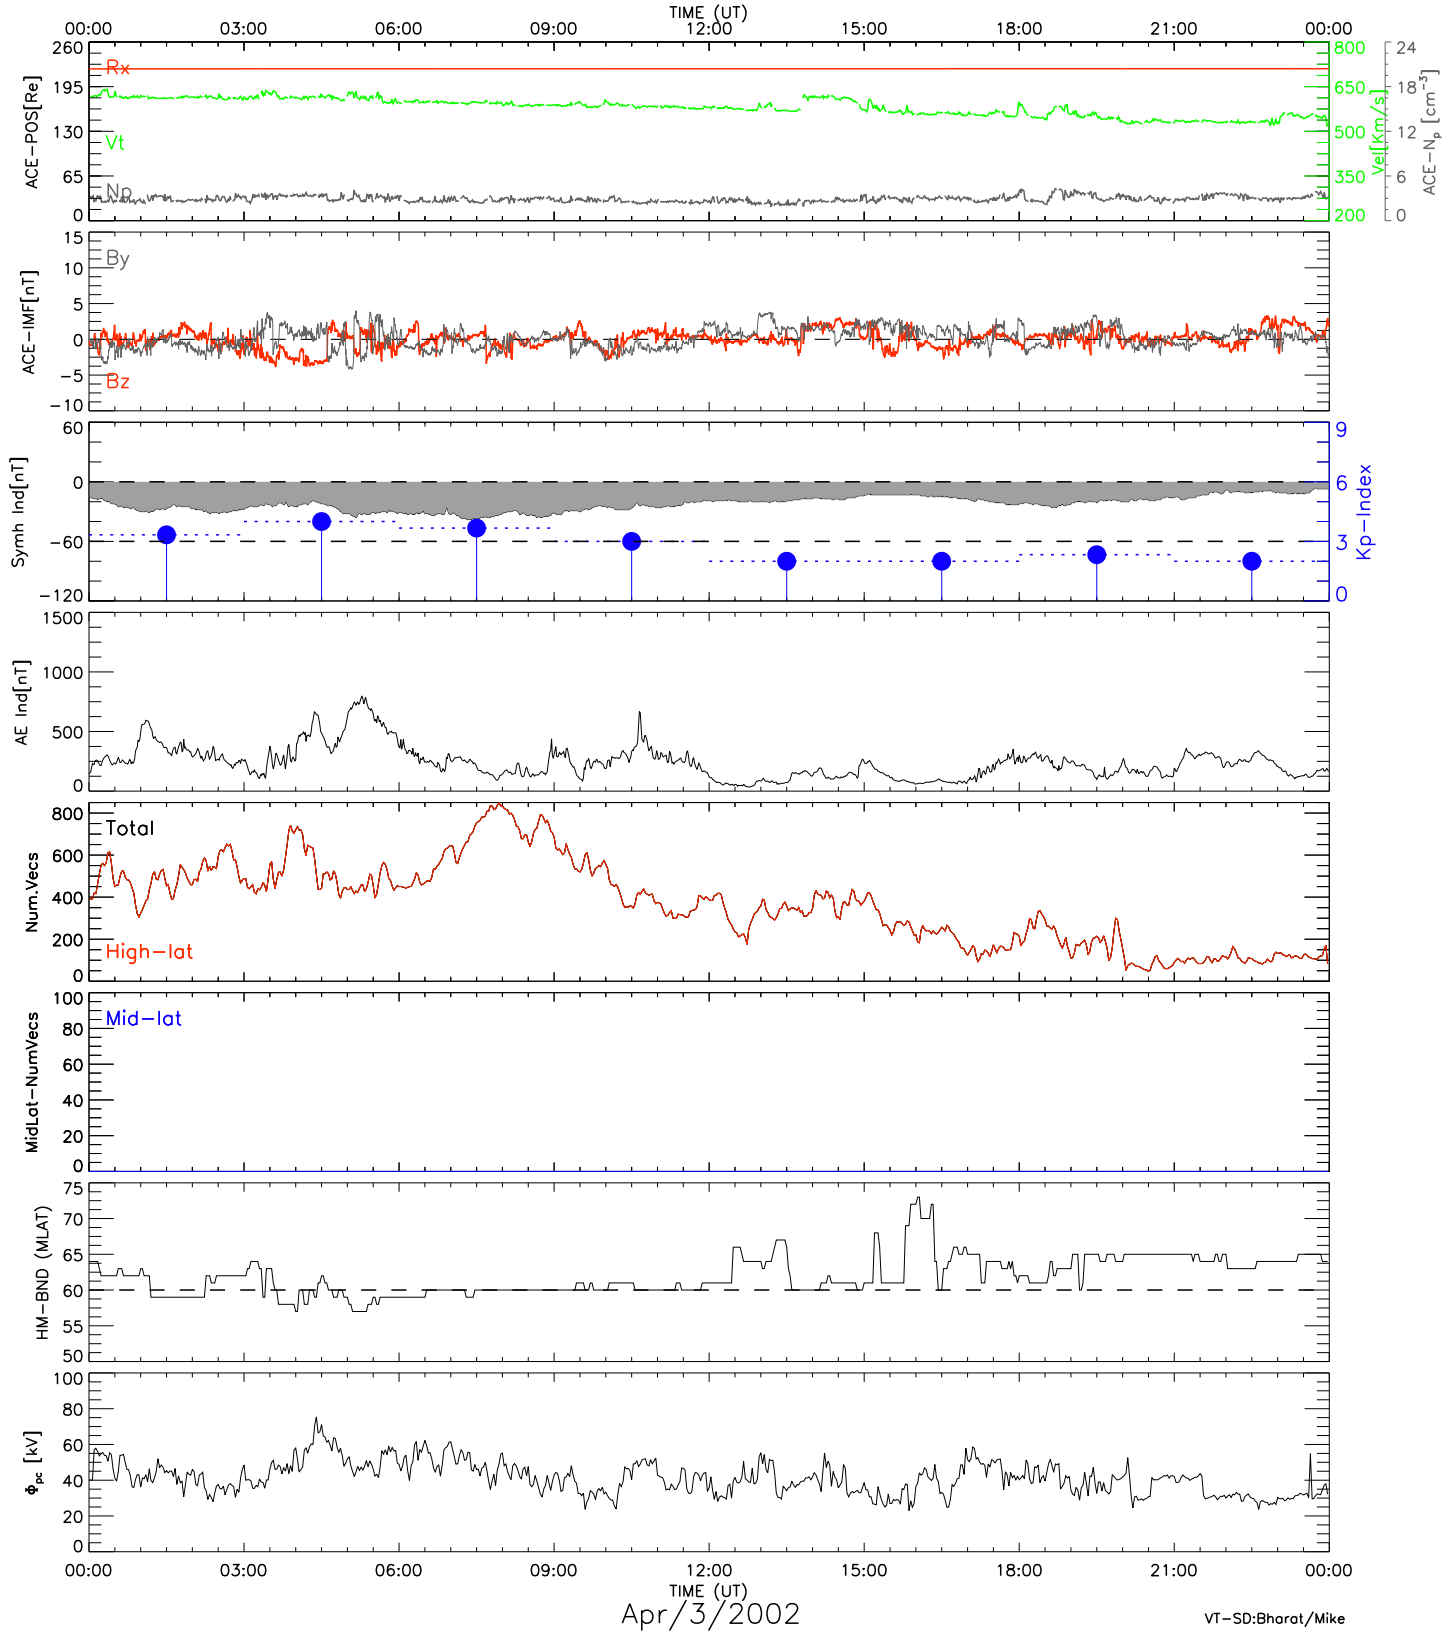 TIME (UT)
00:00 03:00 06:00 09:00 12:00 15:00 18:00 21:00 00:00
ACE-POS[Re]
260
195
130
65
0
Rx
Vt
Np
800
650
500
350
200
Vel[Km/s]
24
18
12
6
0
ACE-Np [cm-3]
ACE-IMF[nT]
15
10
5
0
-5
-10
By
Bz
Symh Ind[nT]
60
0
-60
-120
9
6
3
0
Kp-Index
AE Ind[nT]
1500
1000
500
0
Num.Vecs
800
600
400
200
0
Total
High-lat
MidLat-NumVecs
100
80
60
40
20
0
Mid-lat
HM-BND (MLAT)
75
70
65
60
55
50
Φpc [kV]
100
80
60
40
20
0
00:00 03:00 06:00 09:00 12:00 15:00 18:00 21:00 00:00
TIME (UT)
Apr/3/2002
VT-SD:Bharat/Mike